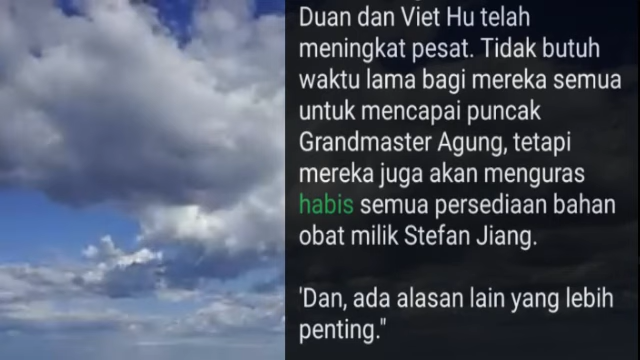 Duan dan Viet Hu telah
meningkat pesat. Tidak butuh
waktu lama bagi mereka semua
untuk mencapai puncak
Grandmaster Agung, tetapi
mereka juga akan menguras
habis semua persediaan bahan
obat milik Stefan Jiang.
'Dan, ada alasan lain yang lebih
penting."